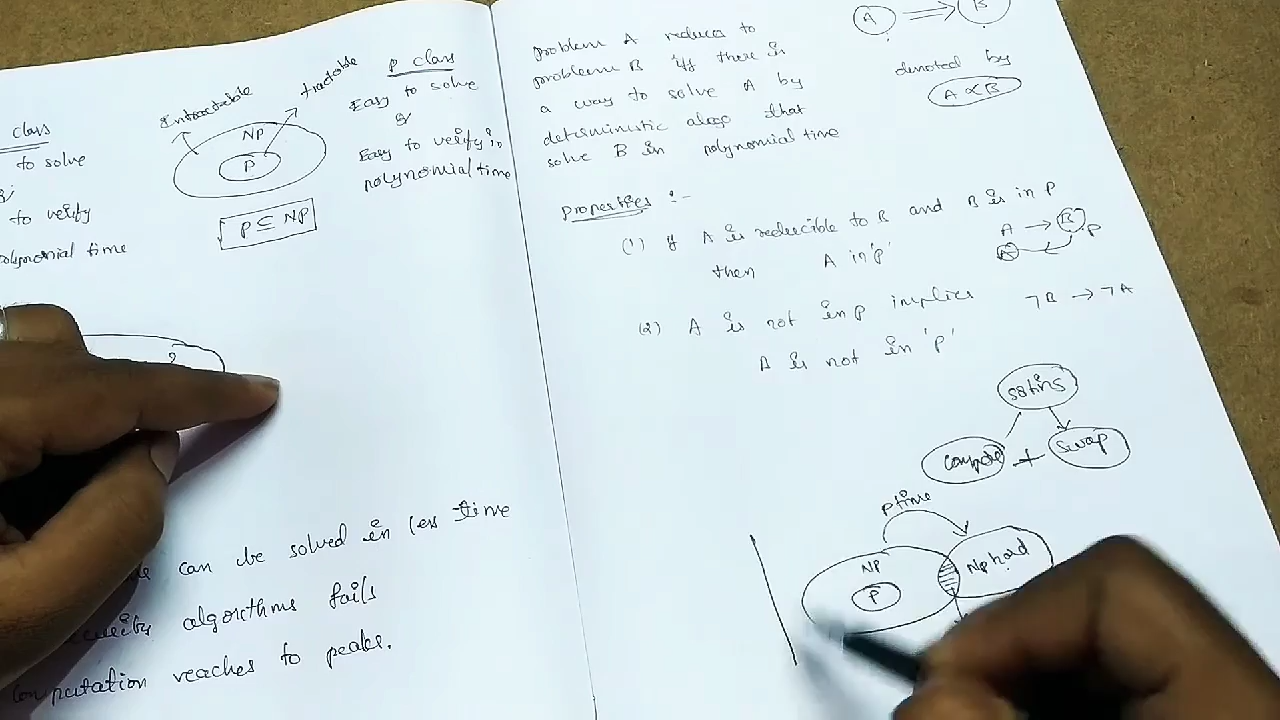 class
to solve
to verify
polynomial time
Intractable
tractable
NP
P
P ⊆ NP
P class
Easy to solve
&
Easy to verify in
polynomial time
?
can be solved in less time
algorithms fails
computation reaches to peaks.
problem A reduces to
problem B iff there is
a way to solve A by
deterministic algo that
solve B in polynomial time
A ⇒ B
denoted by
A ∝ B
Properties :-
(1) if A is reducible to B and B is in P
then A in 'P'
A → B
P
A
(2) A is not in P implies
A is not in 'P'
¬B → ¬A
sorting
compare + swap
ptime
NP
P
NP hard